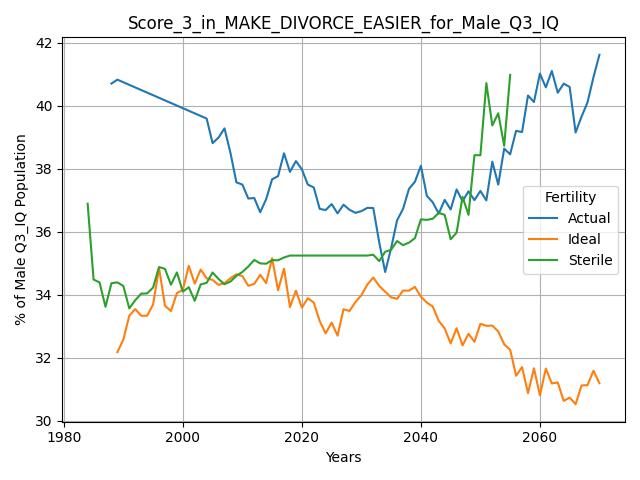 Score_3_in_MAKE_DIVORCE_EASIER_for_Male_Q3_IQ
% of Male Q3_IQ Population
42
40
38
36
34
32
30
Fertility
Actual
Ideal
Sterile
1980
2000
2020
2040
2060
Years